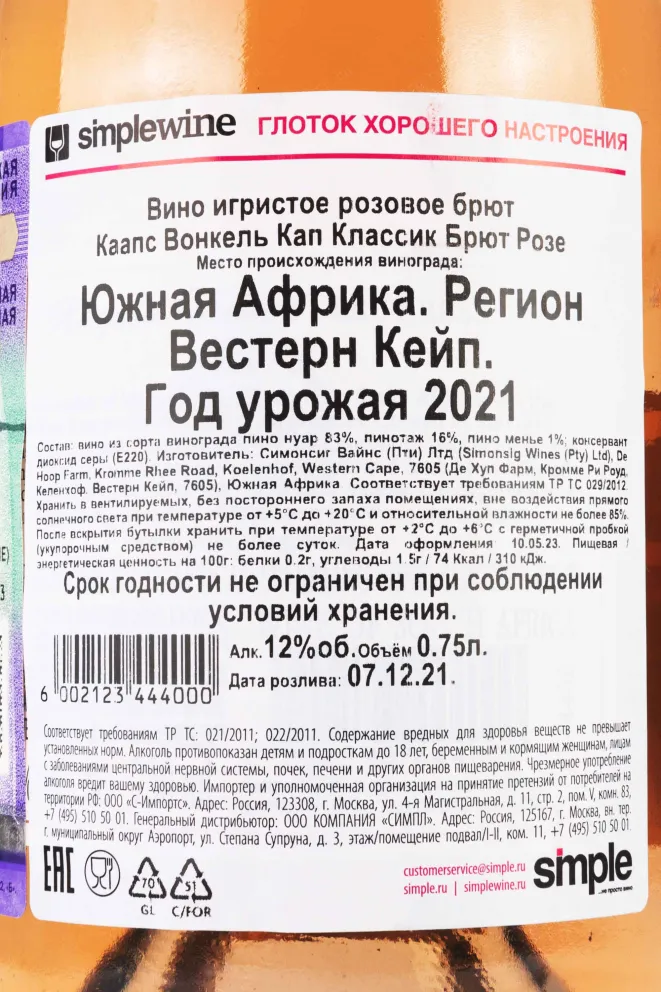 simplewine ГЛОТОК ХОРОШЕГО НАСТРОЕНИЯ
Вино игристое розовое брют
Каапс Вонкель Кап Классик Брют Розе
Место происхождения винограда:
Южная Африка. Регион
Вестерн Кейп.
Год урожая 2021
Состав: вино из сорта винограда пино нуар 83%, пинотаж 16%, пино менье 1%; консервант
диоксид серы (Е220). Изготовитель: Симонсиг Вайнс (Пти) Лтд (Simonsig Wines (Pty) Ltd), De
Hoop Farm, Kromme Rhee Road, Koelenhof, Western Cape, 7605 (Де Хуп Фарм, Кромме Ри Роуд,
Келенхоф, Вестерн Кейп, 7605), Южная Африка. Соответствует требованиям ТР ТС 029/2012.
Хранить в вентилируемых, без постороннего запаха помещениях, вне воздействия прямого
солнечного света при температуре от +5°С до +20°С и относительной влажности не более 85%.
После вскрытия бутылки хранить при температуре от +2°С до +6°С с герметичной пробкой
(укупорочным средством) не более суток. Дата оформления 10.05.23. Пищевая /
энергетическая ценность на 100г: белки 0.2г, углеводы 1.5г / 74 Ккал / 310 кДж.
Срок годности не ограничен при соблюдении
условий хранения.
Алк. 12%об. Объём 0.75л.
Дата розлива: 07.12.21.
6 002123 444000
Соответствует требованиям ТР ТС: 021/2011; 022/2011. Содержание вредных для здоровья веществ не превышает
установленных норм. Алкоголь противопоказан детям и подросткам до 18 лет, беременным и кормящим женщинам, лицам
с заболеваниями центральной нервной системы, почек, печени и других органов пищеварения. Чрезмерное употребление
алкоголя вредит вашему здоровью. Импортер и уполномоченная организация на принятие претензий от потребителей на
территории РФ: ООО «С-Импортс». Адрес: Россия, 123308, г. Москва, ул. 4-я Магистральная, д. 11, стр. 2, пом. V, комн. 83,
+7 (495) 510 50 01. Генеральный дистрибьютор: ООО КОМПАНИЯ «СИМПЛ». Адрес: Россия, 125167, г. Москва, вн. тер.
г. муниципальный округ Аэропорт, ул. Степана Супруна, д. 3, этаж/помещение подвал/I-II, ком. 11, +7 (495) 510 50 01.
EAC
70
GL
51
C/FOR
customerservice@simple.ru
simple.ru | simplewine.ru
simple
...не просто вино